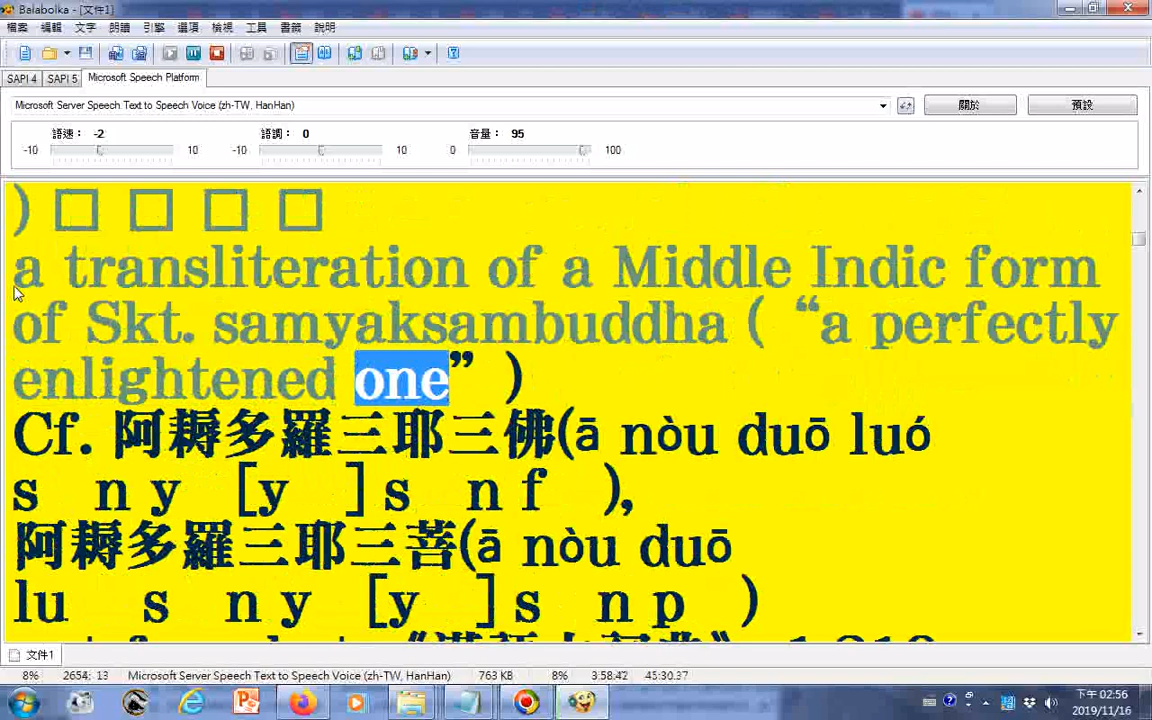 Balabolka - [文件1]
檔案 編輯 文字 朗讀 引擎 選項 檢視 工具 書籤 說明
SAPI 4 SAPI 5 Microsoft Speech Platform
Microsoft Server Speech Text to Speech Voice (zh-TW, HanHan) 關於 預設
語速： -2 語調： 0 音量： 95
-10 10 -10 10 0 100
) □ □ □ □
a transliteration of a Middle Indic form
of Skt. samyaksambuddha ( “a perfectly
enlightened one” )
Cf. 阿耨多羅三耶三佛(ā nòu duō luó
s n y [y ] s n f ),
阿耨多羅三耶三菩(ā nòu duō
lu s n y [y ] s n p )
文件1
8% 2654: 13 Microsoft Server Speech Text to Speech Voice (zh-TW, HanHan) 763 KB 8% 3:58.42 45:30.37
下午 02:56
2019/11/16